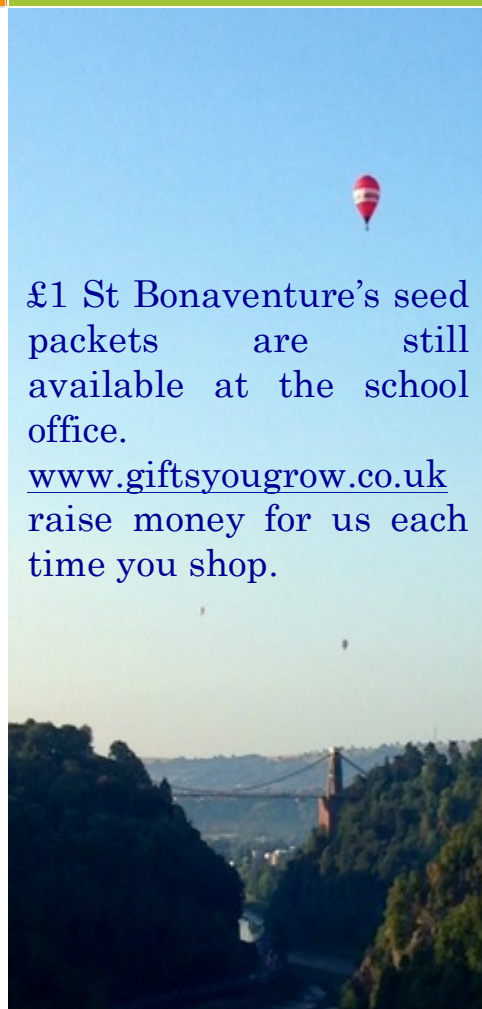 £1 St Bonaventure’s seed
packets are still
available at the school
office.
www.giftsyougrow.co.uk
raise money for us each
time you shop.